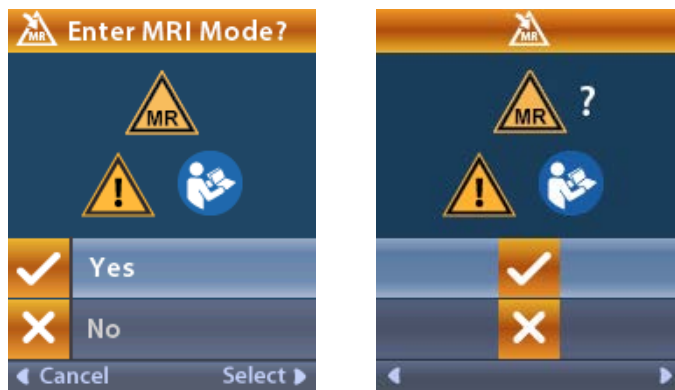 MR Enter MRI Mode?
MR
!
Yes
No
Cancel Select
MR
MR ?
!